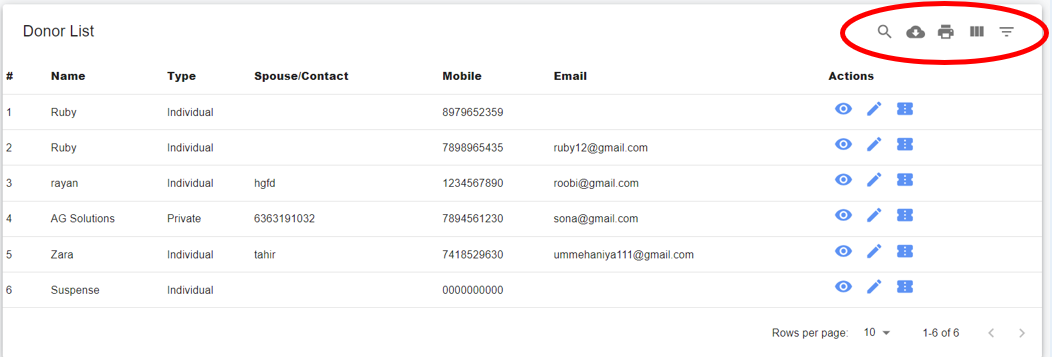 Donor List
# Name Type Spouse/Contact Mobile Email Actions
1 Ruby Individual 8979652359
2 Ruby Individual 7898965435 ruby12@gmail.com
3 rayan Individual hgfd 1234567890 roobi@gmail.com
4 AG Solutions Private 6363191032 7894561230 sona@gmail.com
5 Zara Individual tahir 7418529630 ummehaniya111@gmail.com
6 Suspense Individual 0000000000
Rows per page: 10 1-6 of 6